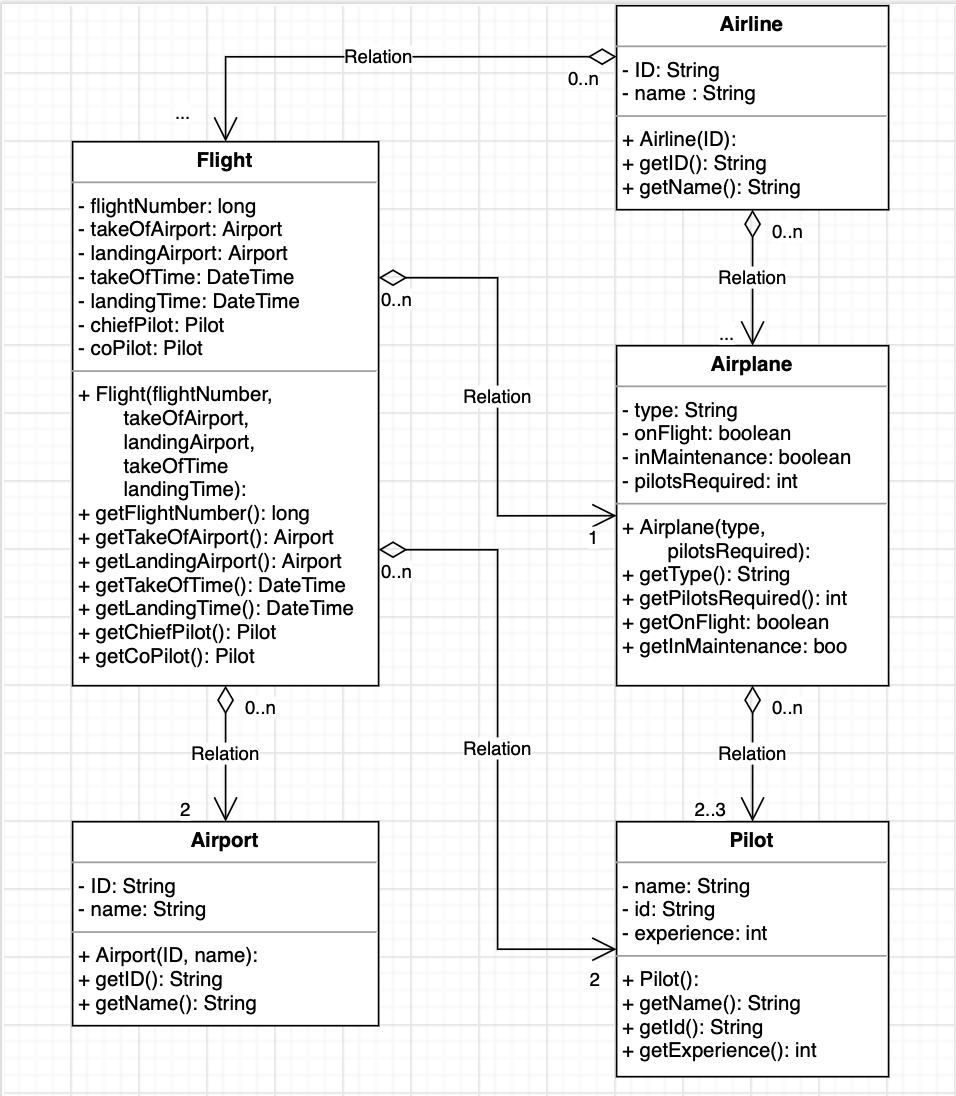 Airline
- ID: String
- name : String
+ Airline(ID):
+ getID(): String
+ getName(): String
Relation
0..n
...
Flight
- flightNumber: long
- takeOfAirport: Airport
- landingAirport: Airport
- takeOfTime: DateTime
- landingTime: DateTime
- chiefPilot: Pilot
- coPilot: Pilot
+ Flight(flightNumber,
takeOfAirport,
landingAirport,
takeOfTime
landingTime):
+ getFlightNumber(): long
+ getTakeOfAirport(): Airport
+ getLandingAirport(): Airport
+ getTakeOfTime(): DateTime
+ getLandingTime(): DateTime
+ getChiefPilot(): Pilot
+ getCoPilot(): Pilot
0..n
Relation
...
0..n
Relation
1
Airplane
- type: String
- onFlight: boolean
- inMaintenance: boolean
- pilotsRequired: int
+ Airplane(type,
pilotsRequired):
+ getType(): String
+ getPilotsRequired(): int
+ getOnFlight: boolean
+ getInMaintenance: boo
0..n
Relation
2
0..n
Relation
2
0..n
Relation
2..3
Airport
- ID: String
- name: String
+ Airport(ID, name):
+ getID(): String
+ getName(): String
Pilot
- name: String
- id: String
- experience: int
+ Pilot():
+ getName(): String
+ getId(): String
+ getExperience(): int